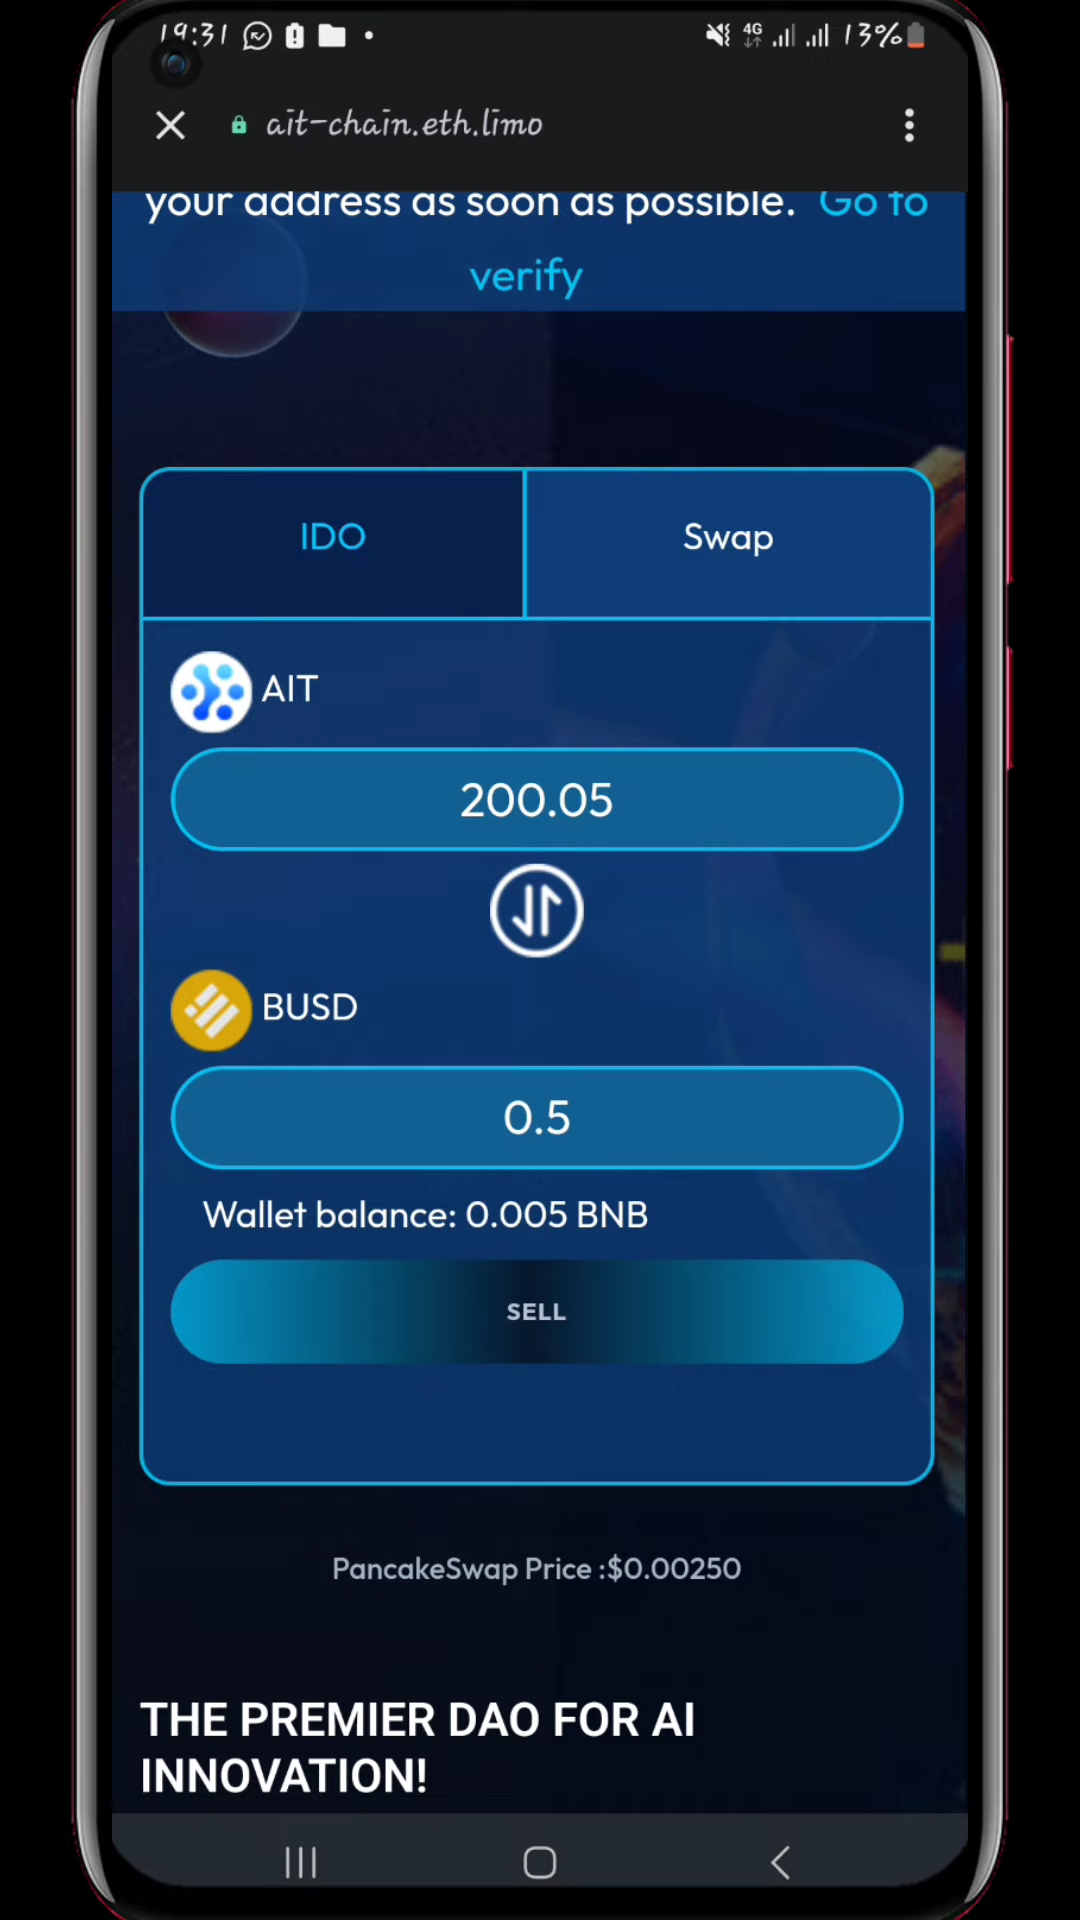 19:31
4G
13%
ait-chain.eth.limo
your address as soon as possible. Go to
verify
IDO
Swap
AIT
200.05
BUSD
0.5
Wallet balance: 0.005 BNB
SELL
PancakeSwap Price :$0.00250
THE PREMIER DAO FOR AI
INNOVATION!